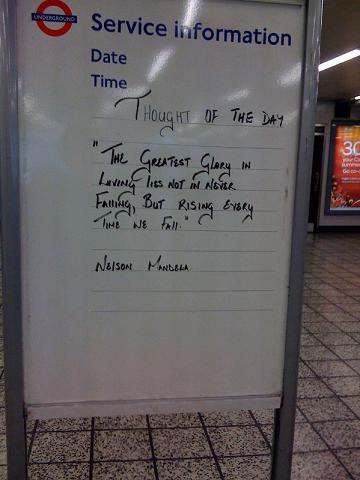 UNDERGROUND
Service information
Date
Time
THOUGHT OF THE DAY
"THE GREATEST GLORY IN
LIVING LIES NOT IN NEVER
FALLING, BUT RISING EVERY
TIME WE FALL."
NELSON MANDELA
30